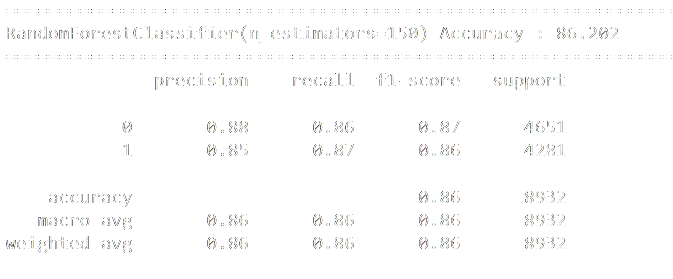 RandomForestClassifier(n_estimators=150) Accuracy : 86.202
precision recall f1-score support
0 0.88 0.86 0.87 4651
1 0.85 0.87 0.86 4281
accuracy 0.86 8932
macro avg 0.86 0.86 0.86 8932
weighted avg 0.86 0.86 0.86 8932